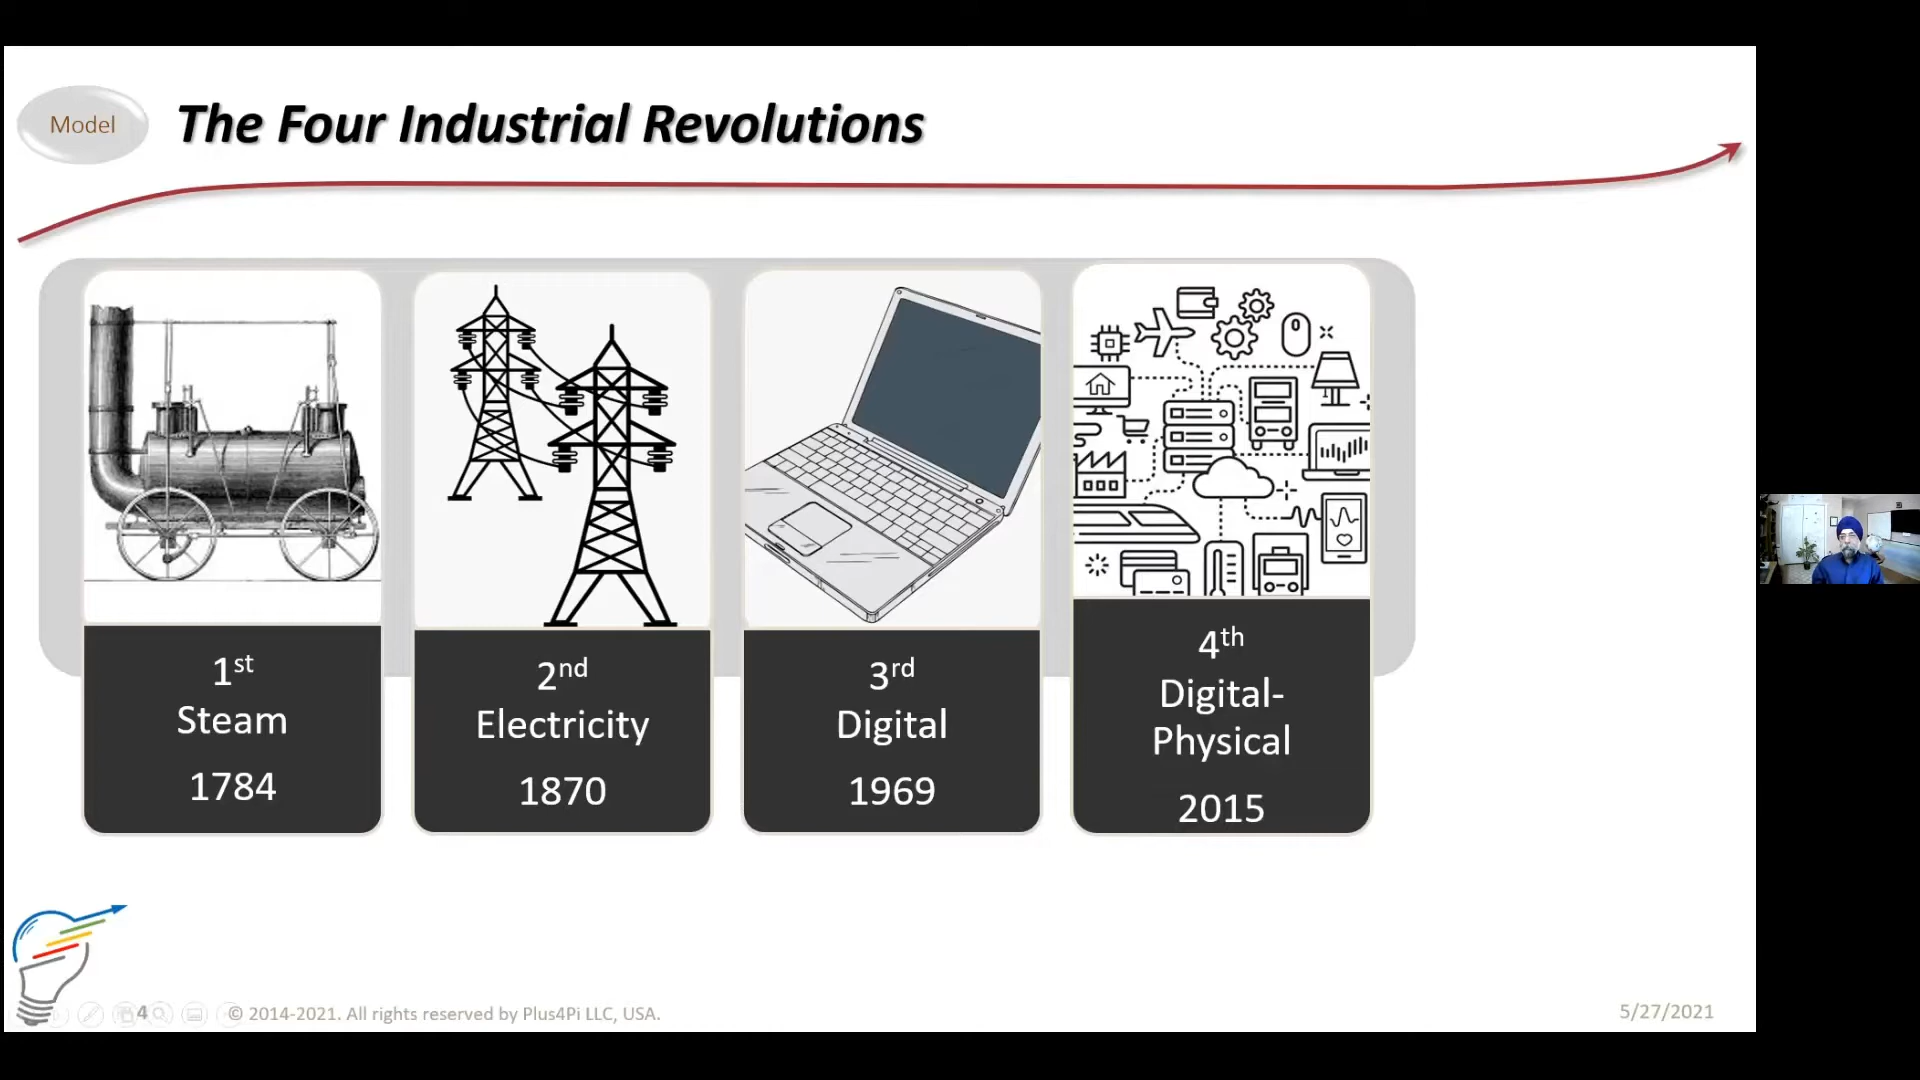 Model
The Four Industrial Revolutions
1st
Steam
1784
2nd
Electricity
1870
3rd
Digital
1969
4th
Digital-
Physical
2015
4
© 2014-2021. All rights reserved by Plus4Pi LLC, USA.
5/27/2021